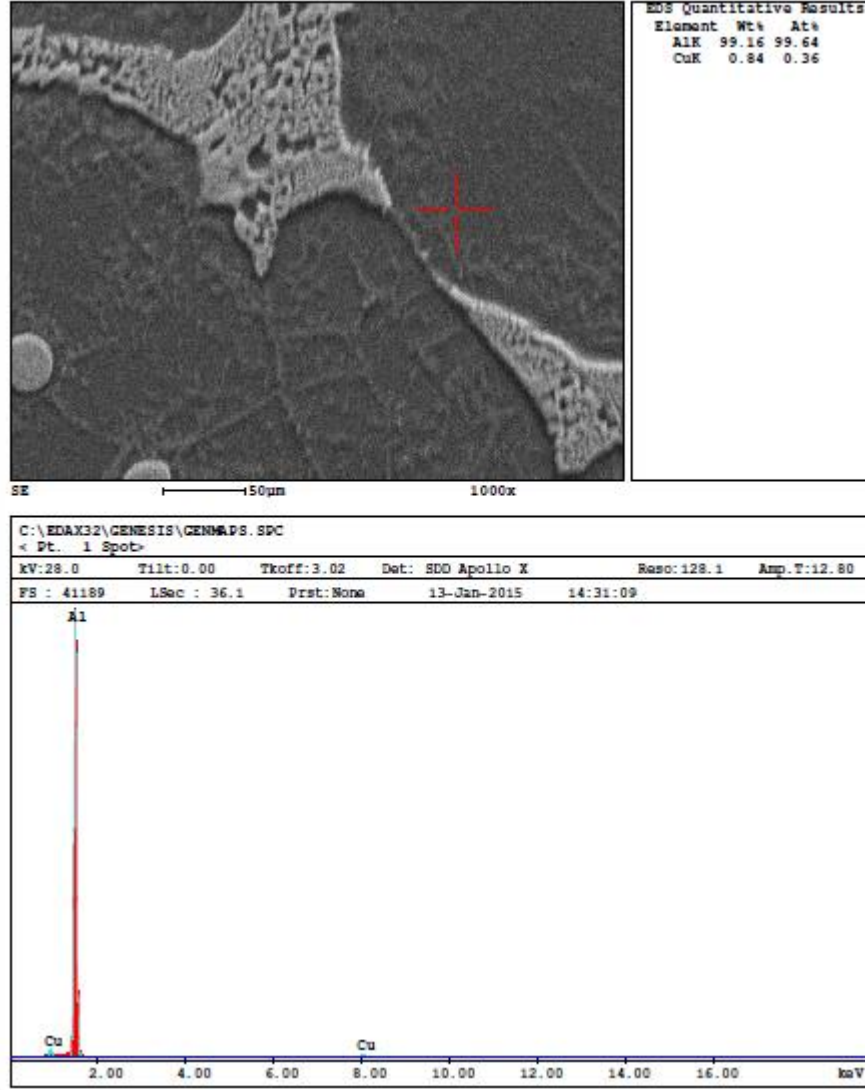 EDS Quantitative Results
Element Wt% At%
AlK 99.16 99.64
CuK 0.84 0.36
SE 50µm 1000x
C:\EDAX32\GENESIS\GENMAPS.SPC
< Pt. 1 Spot>
kV:28.0 Tilt:0.00 Tkoff:3.02 Det: SDD Apollo X Reso:128.1 Amp.T:12.80
FS : 41189 LSec : 36.1 Prst:None 13-Jan-2015 14:31:09
Al
Cu Cu
2.00 4.00 6.00 8.00 10.00 12.00 14.00 16.00 keV